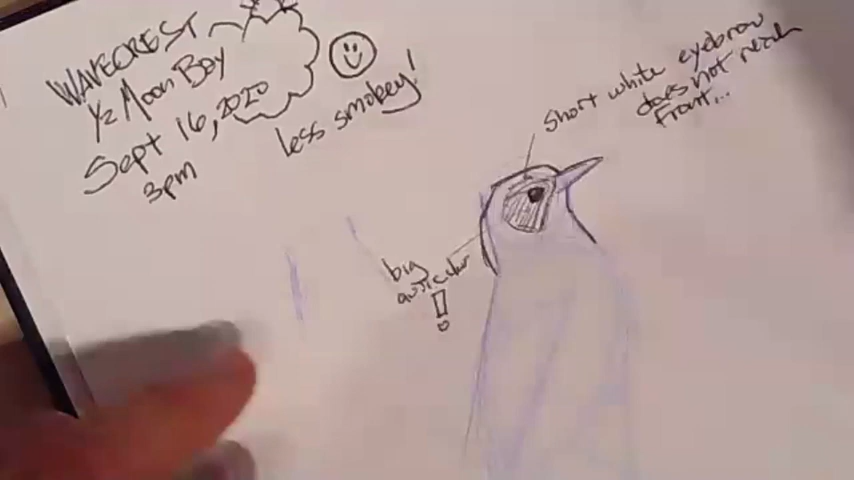 WAVECREST
1/2 Moon Bay
Sept 16, 2020
3pm
less smokey!
short white eyebrow
does not reach
front...
big
auricular
!